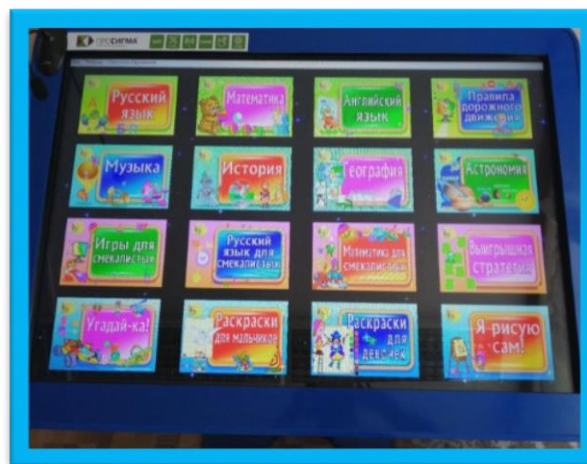 ПРОСИГМА
Русский
язык
Математика
Английский
язык
Правила
дорожного
движения
Музыка
История
География
Астрономия
Игры для
смекалистых
Русский
язык для
смекалистых
Математика для
смекалистых
Выигрышная
стратегия
Угадай-ка!
Раскраски
для мальчиков
Раскраски
для
девочек
Я рисую
сам!